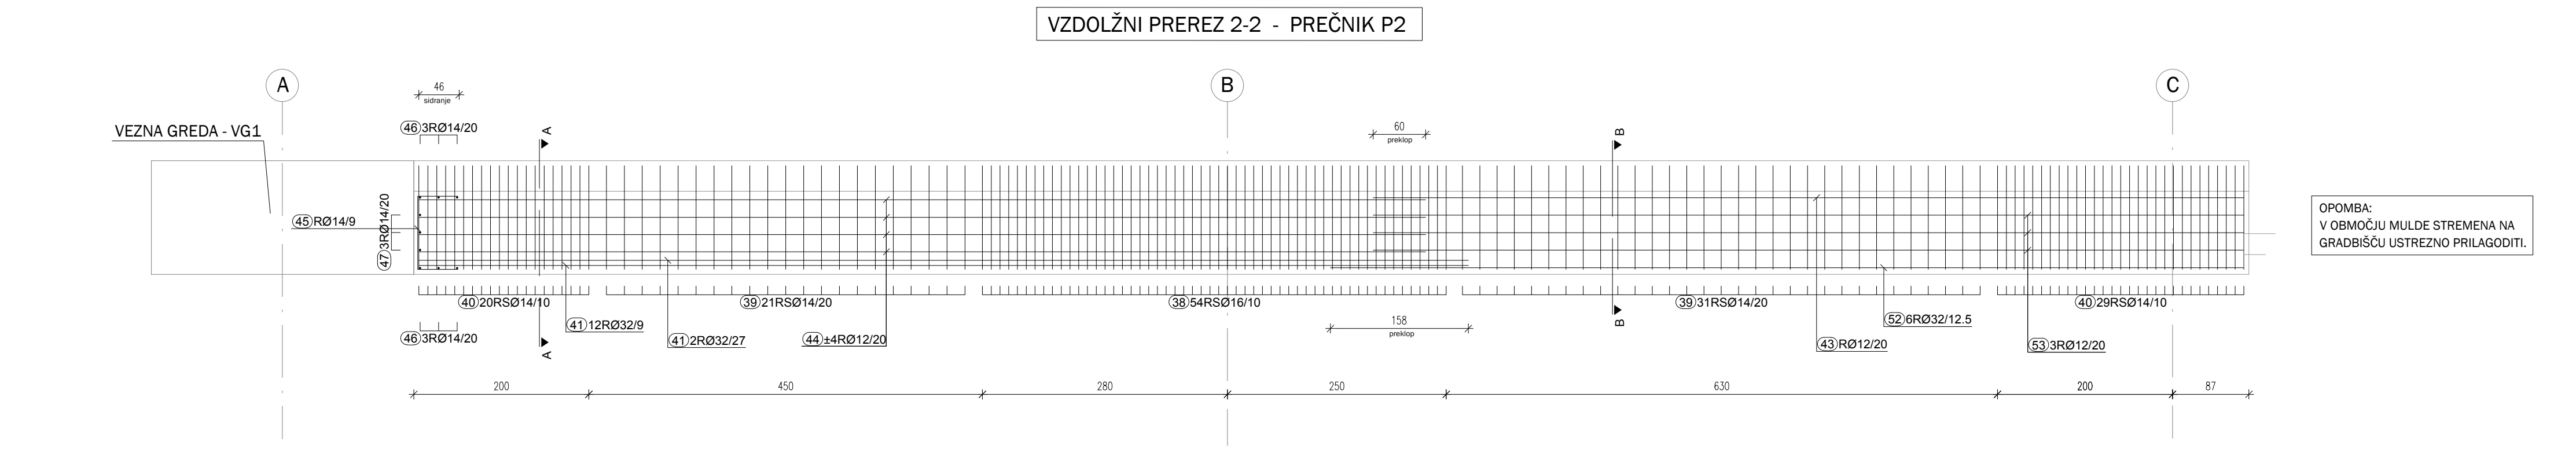 VZDOLŽNI PREREZ 2-2 - PREČNIK P2
A
B
C
46
sidranje
46 3RØ14/20
VEZNA GREDA - VG1
A
60
preklop
B
45 RØ14/9
47 3RØ14/20
OPOMBA:
V OBMOČJU MULDE STREMENA NA
GRADBIŠČU USTREZNO PRILAGODITI.
40 20RSØ14/10
39 21RSØ14/20
38 54RSØ16/10
39 31RSØ14/20
40 29RSØ14/10
46 3RØ14/20
41 12RØ32/9
41 2RØ32/27
44 ±4RØ12/20
A
158
preklop
B
52 6RØ32/12.5
43 RØ12/20
53 3RØ12/20
200
450
280
250
630
200
87